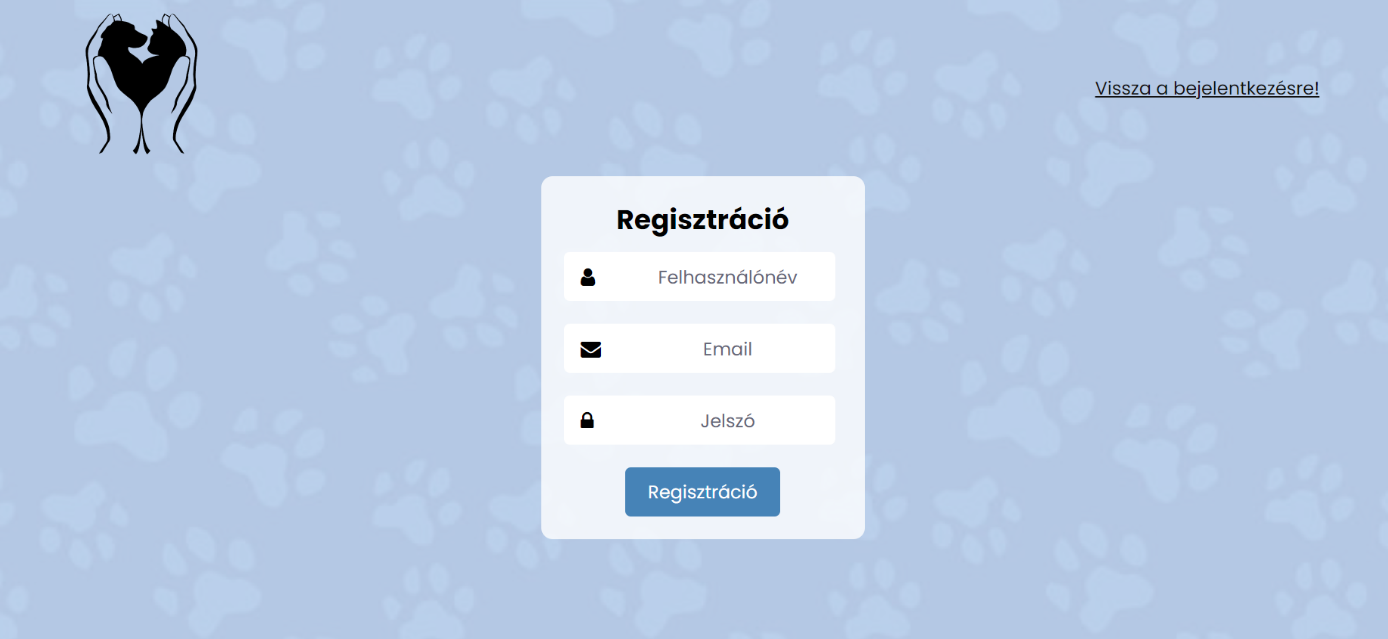 Vissza a bejelentkezésre!
Regisztráció
Felhasználónév
Email
Jelszó
Regisztráció